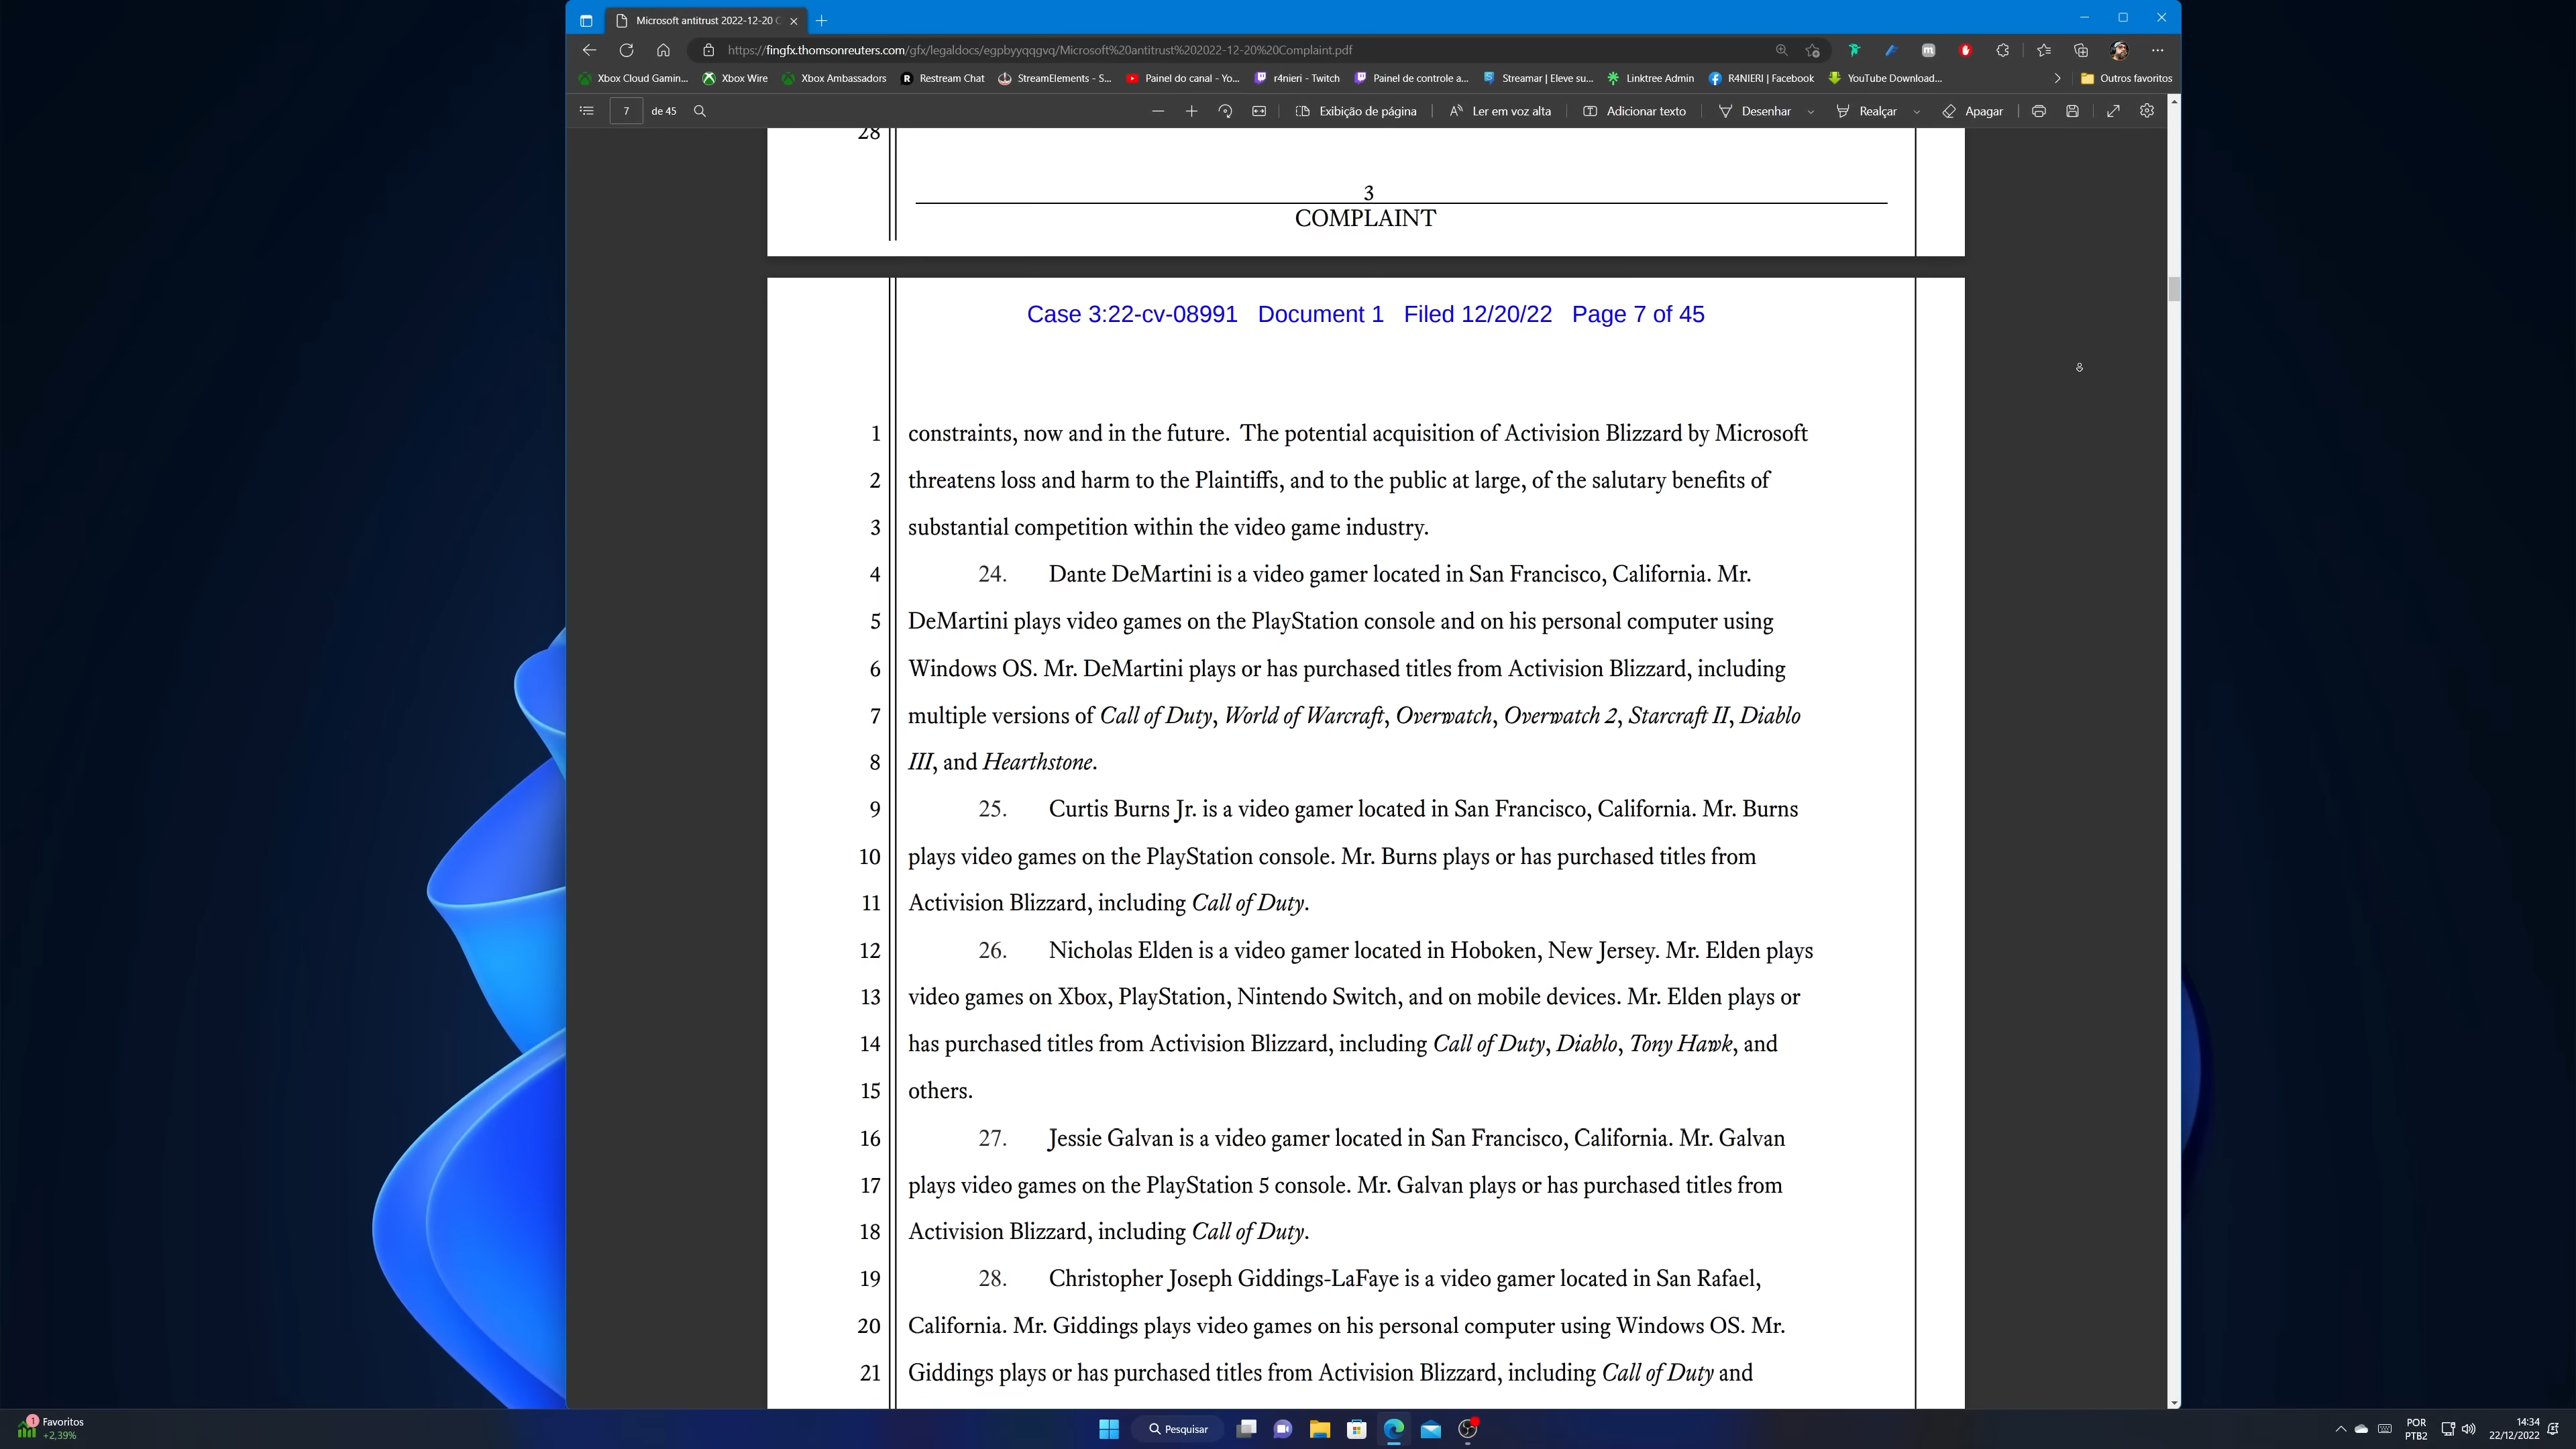 Microsoft antitrust 2022-12-20 C
https://fingfx.thomsonreuters.com/gfx/legaldocs/egpbyyqqgvq/Microsoft%20antitrust%202022-12-20%20Complaint.pdf
Xbox Cloud Gamin... Xbox Wire Xbox Ambassadors Restream Chat StreamElements - S... Painel do canal - Yo... r4nieri - Twitch Painel de controle a... Streamar | Eleve su... Linktree Admin R4NIERI | Facebook YouTube Download... Outros favoritos
7 de 45 Exibição de página Ler em voz alta Adicionar texto Desenhar Realçar Apagar
28
3
COMPLAINT
Case 3:22-cv-08991 Document 1 Filed 12/20/22 Page 7 of 45
1 constraints, now and in the future. The potential acquisition of Activision Blizzard by Microsoft
2 threatens loss and harm to the Plaintiffs, and to the public at large, of the salutary benefits of
3 substantial competition within the video game industry.
4 24. Dante DeMartini is a video gamer located in San Francisco, California. Mr.
5 DeMartini plays video games on the PlayStation console and on his personal computer using
6 Windows OS. Mr. DeMartini plays or has purchased titles from Activision Blizzard, including
7 multiple versions of Call of Duty, World of Warcraft, Overwatch, Overwatch 2, Starcraft II, Diablo
8 III, and Hearthstone.
9 25. Curtis Burns Jr. is a video gamer located in San Francisco, California. Mr. Burns
10 plays video games on the PlayStation console. Mr. Burns plays or has purchased titles from
11 Activision Blizzard, including Call of Duty.
12 26. Nicholas Elden is a video gamer located in Hoboken, New Jersey. Mr. Elden plays
13 video games on Xbox, PlayStation, Nintendo Switch, and on mobile devices. Mr. Elden plays or
14 has purchased titles from Activision Blizzard, including Call of Duty, Diablo, Tony Hawk, and
15 others.
16 27. Jessie Galvan is a video gamer located in San Francisco, California. Mr. Galvan
17 plays video games on the PlayStation 5 console. Mr. Galvan plays or has purchased titles from
18 Activision Blizzard, including Call of Duty.
19 28. Christopher Joseph Giddings-LaFaye is a video gamer located in San Rafael,
20 California. Mr. Giddings plays video games on his personal computer using Windows OS. Mr.
21 Giddings plays or has purchased titles from Activision Blizzard, including Call of Duty and
1 Favoritos
+2,39%
Pesquisar
POR
PTB2
14:34
22/12/2022